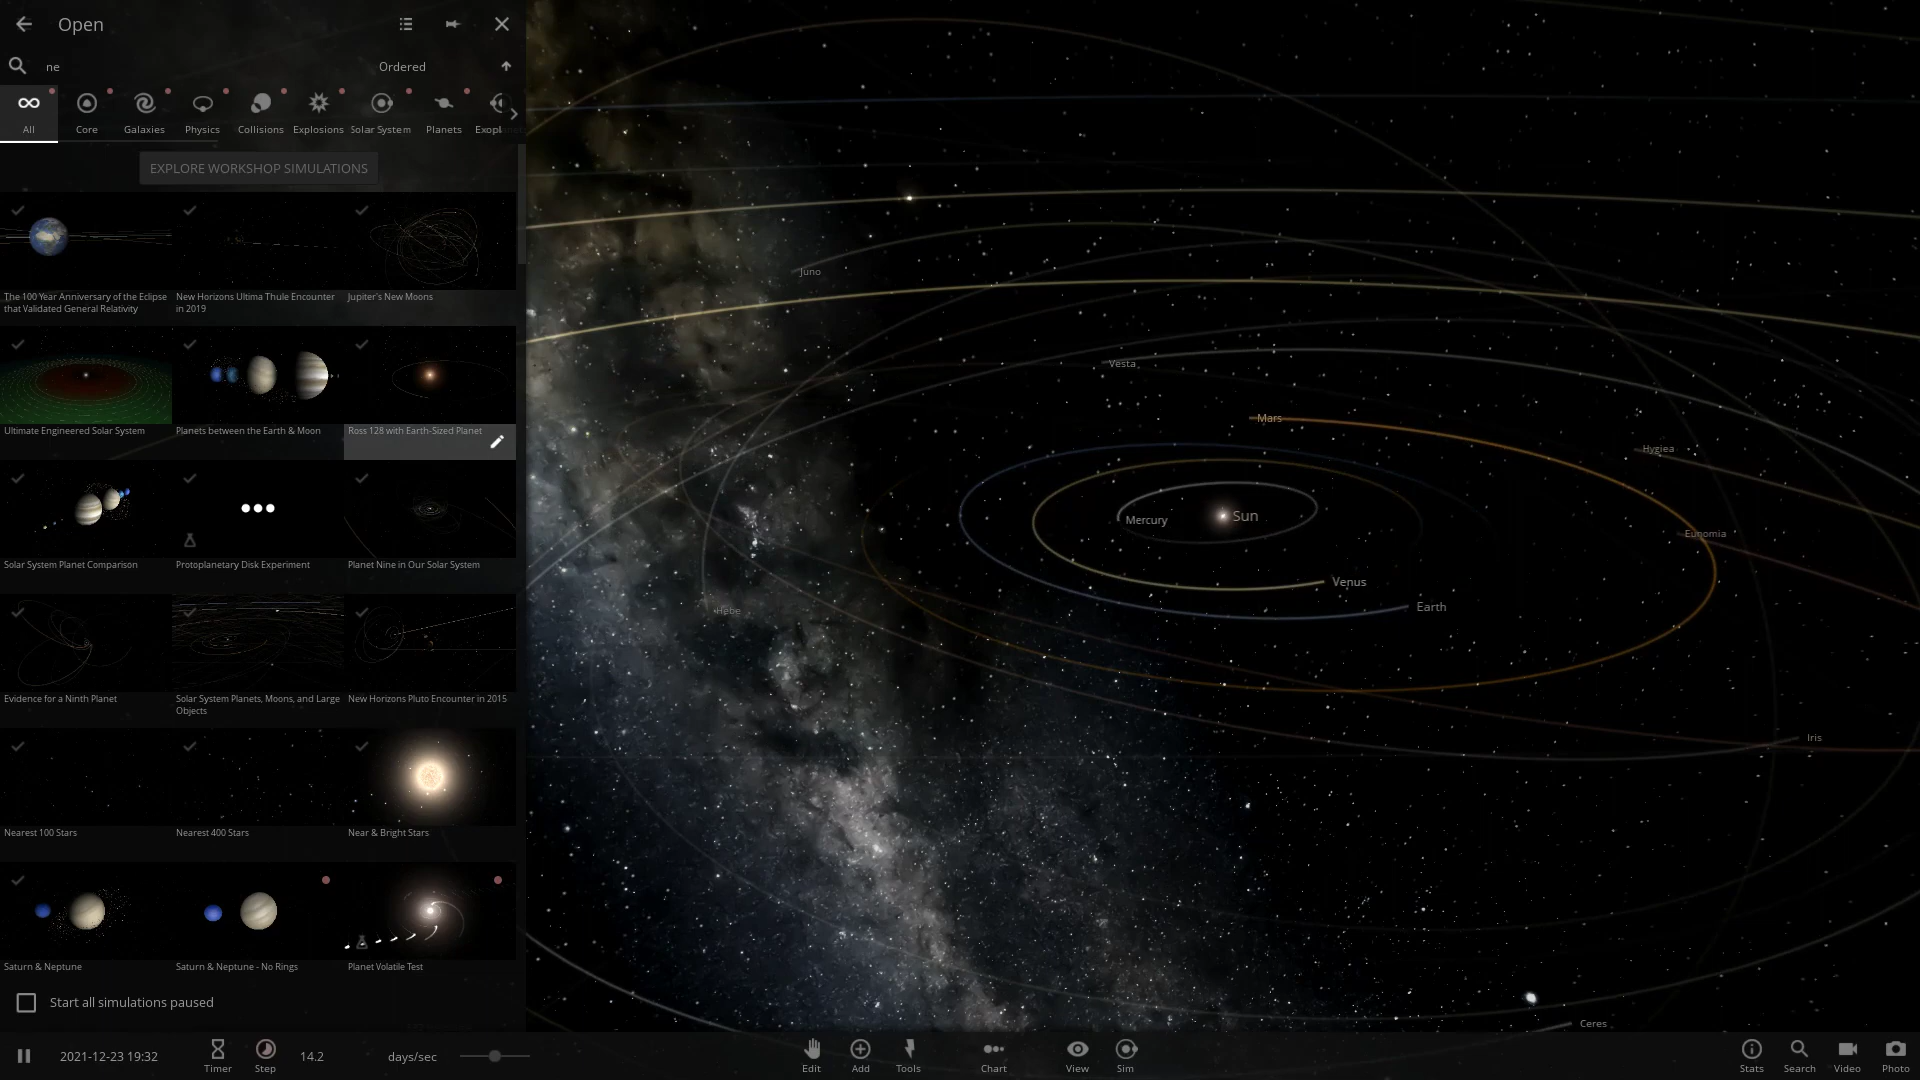 Open
ne
Ordered
All
Core
Galaxies
Physics
Collisions
Explosions
Solar System
Planets
EXPLORE WORKSHOP SIMULATIONS
The 100 Year Anniversary of the Eclipse
that Validated General Relativity
New Horizons Ultima Thule Encounter
in 2019
Jupiter's New Moons
Ultimate Engineered Solar System
Planets between the Earth & Moon
Ross 128 with Earth-Sized Planet
Solar System Planet Comparison
Protoplanetary Disk Experiment
Planet Nine in Our Solar System
Evidence for a Ninth Planet
Solar System Planets, Moons, and Large
Objects
New Horizons Pluto Encounter in 2015
Nearest 100 Stars
Nearest 400 Stars
Near & Bright Stars
Saturn & Neptune
Saturn & Neptune - No Rings
Planet Volatile Test
Start all simulations paused
Juno
Vesta
Mars
Hygiea
Mercury
Sun
Eunomia
Venus
Earth
Hebe
Iris
Ceres
2021-12-23 19:32
Timer
Step
14.2
days/sec
Edit
Add
Tools
Chart
View
Sim
Stats
Search
Video
Photo